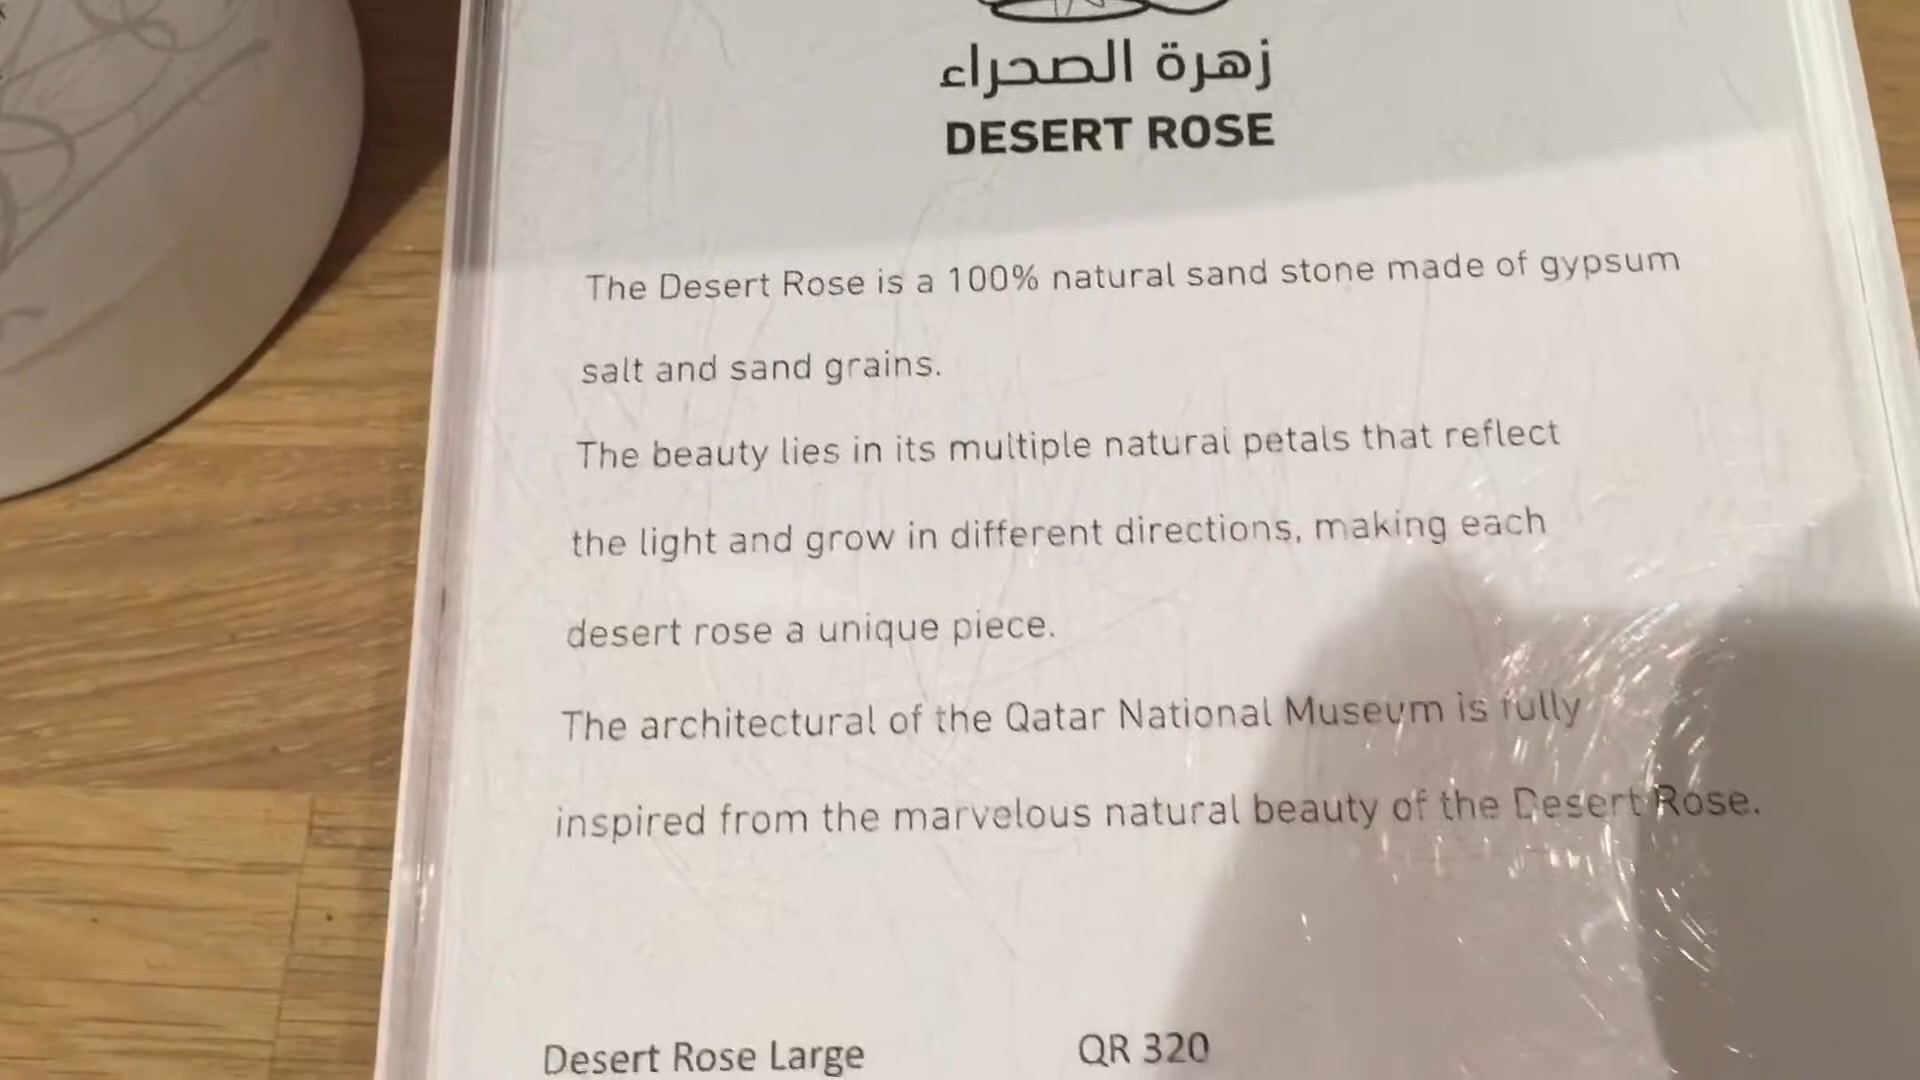 زهرة الصحراء
DESERT ROSE
The Desert Rose is a 100% natural sand stone made of gypsum
salt and sand grains.
The beauty lies in its multiple natural petals that reflect
the light and grow in different directions, making each
desert rose a unique piece.
The architectural of the Qatar National Museum is fully
inspired from the marvelous natural beauty of the Desert Rose.
Desert Rose Large QR 320